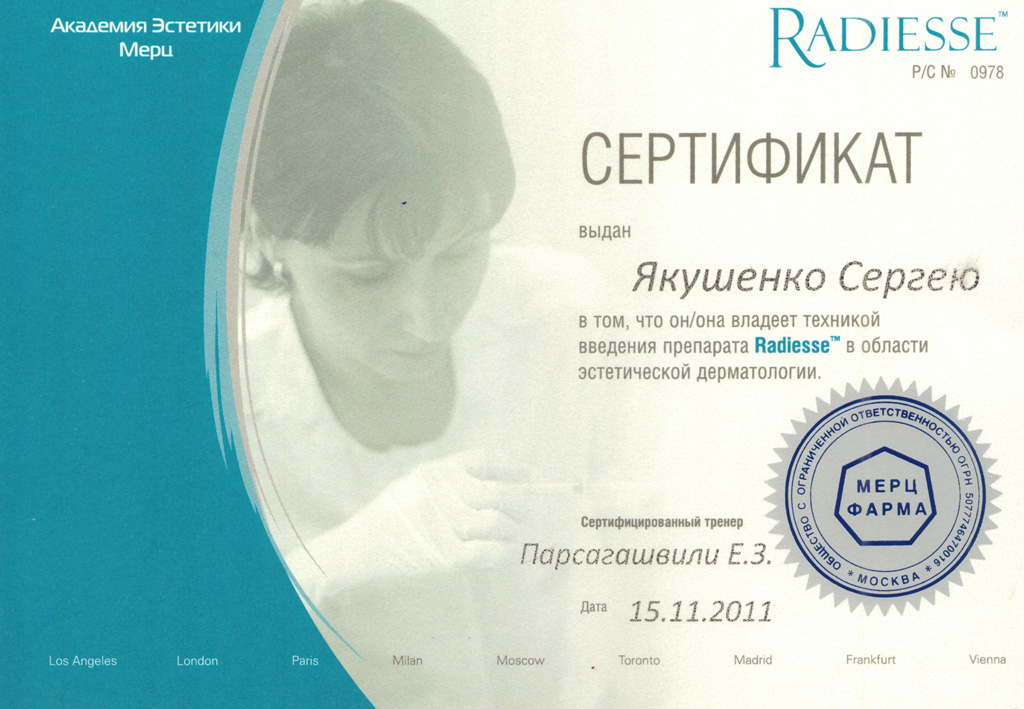 Академия Эстетики
Мерц
RADIESSE™
Р/С № 0978
СЕРТИФИКАТ
выдан
Якушенко Сергею
в том, что он/она владеет техникой
введения препарата Radiesse™ в области
эстетической дерматологии.
ОБЩЕСТВО С ОГРАНИЧЕННОЙ ОТВЕТСТВЕННОСТЬЮ ОГРН 5077746470016
МЕРЦ
ФАРМА
* МОСКВА *
Сертифицированный тренер
Парсагашвили Е.З.
Дата 15.11.2011
Los Angeles London Paris Milan Moscow Toronto Madrid Frankfurt Vienna